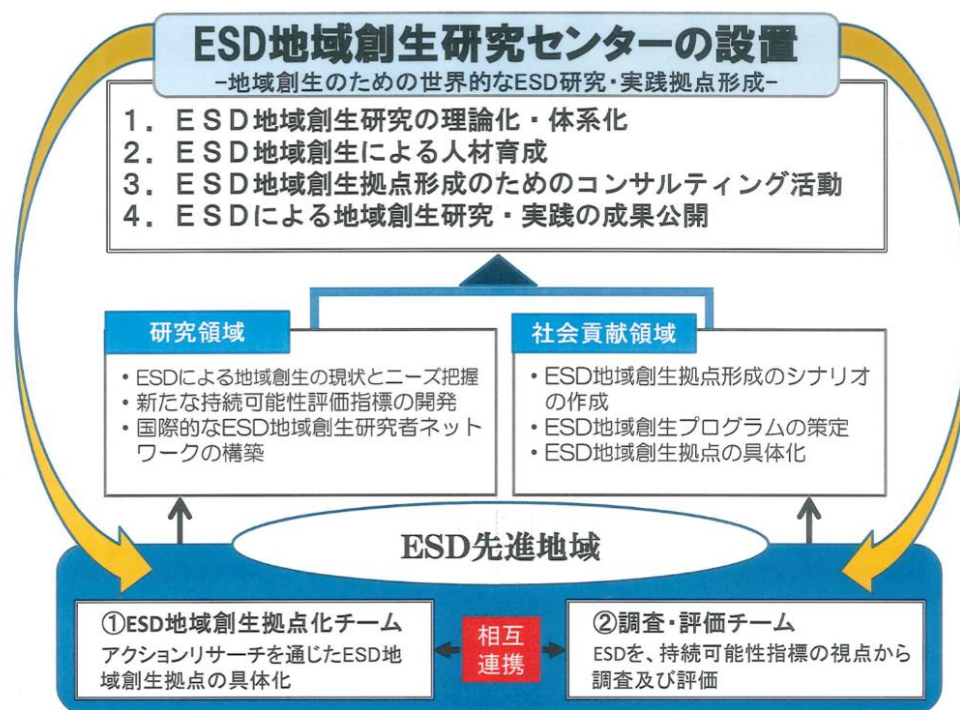 ESD地域創生研究センターの設置
-地域創生のための世界的なESD研究・実践拠点形成-
1．ＥＳＤ地域創生研究の理論化・体系化
2．ＥＳＤ地域創生による人材育成
3．ＥＳＤ地域創生拠点形成のためのコンサルティング活動
4．ESDによる地域創生研究・実践の成果公開
研究領域
・ESDによる地域創生の現状とニーズ把握
・新たな持続可能性評価指標の開発
・国際的なESD地域創生研究者ネット
ワークの構築
社会貢献領域
・ESD地域創生拠点形成のシナリオ
の作成
・ESD地域創生プログラムの策定
・ESD地域創生拠点の具体化
ESD先進地域
①ESD地域創生拠点化チーム
アクションリサーチを通じたESD地
域創生拠点の具体化
相互
連携
②調査・評価チーム
ESDを、持続可能性指標の視点から
調査及び評価